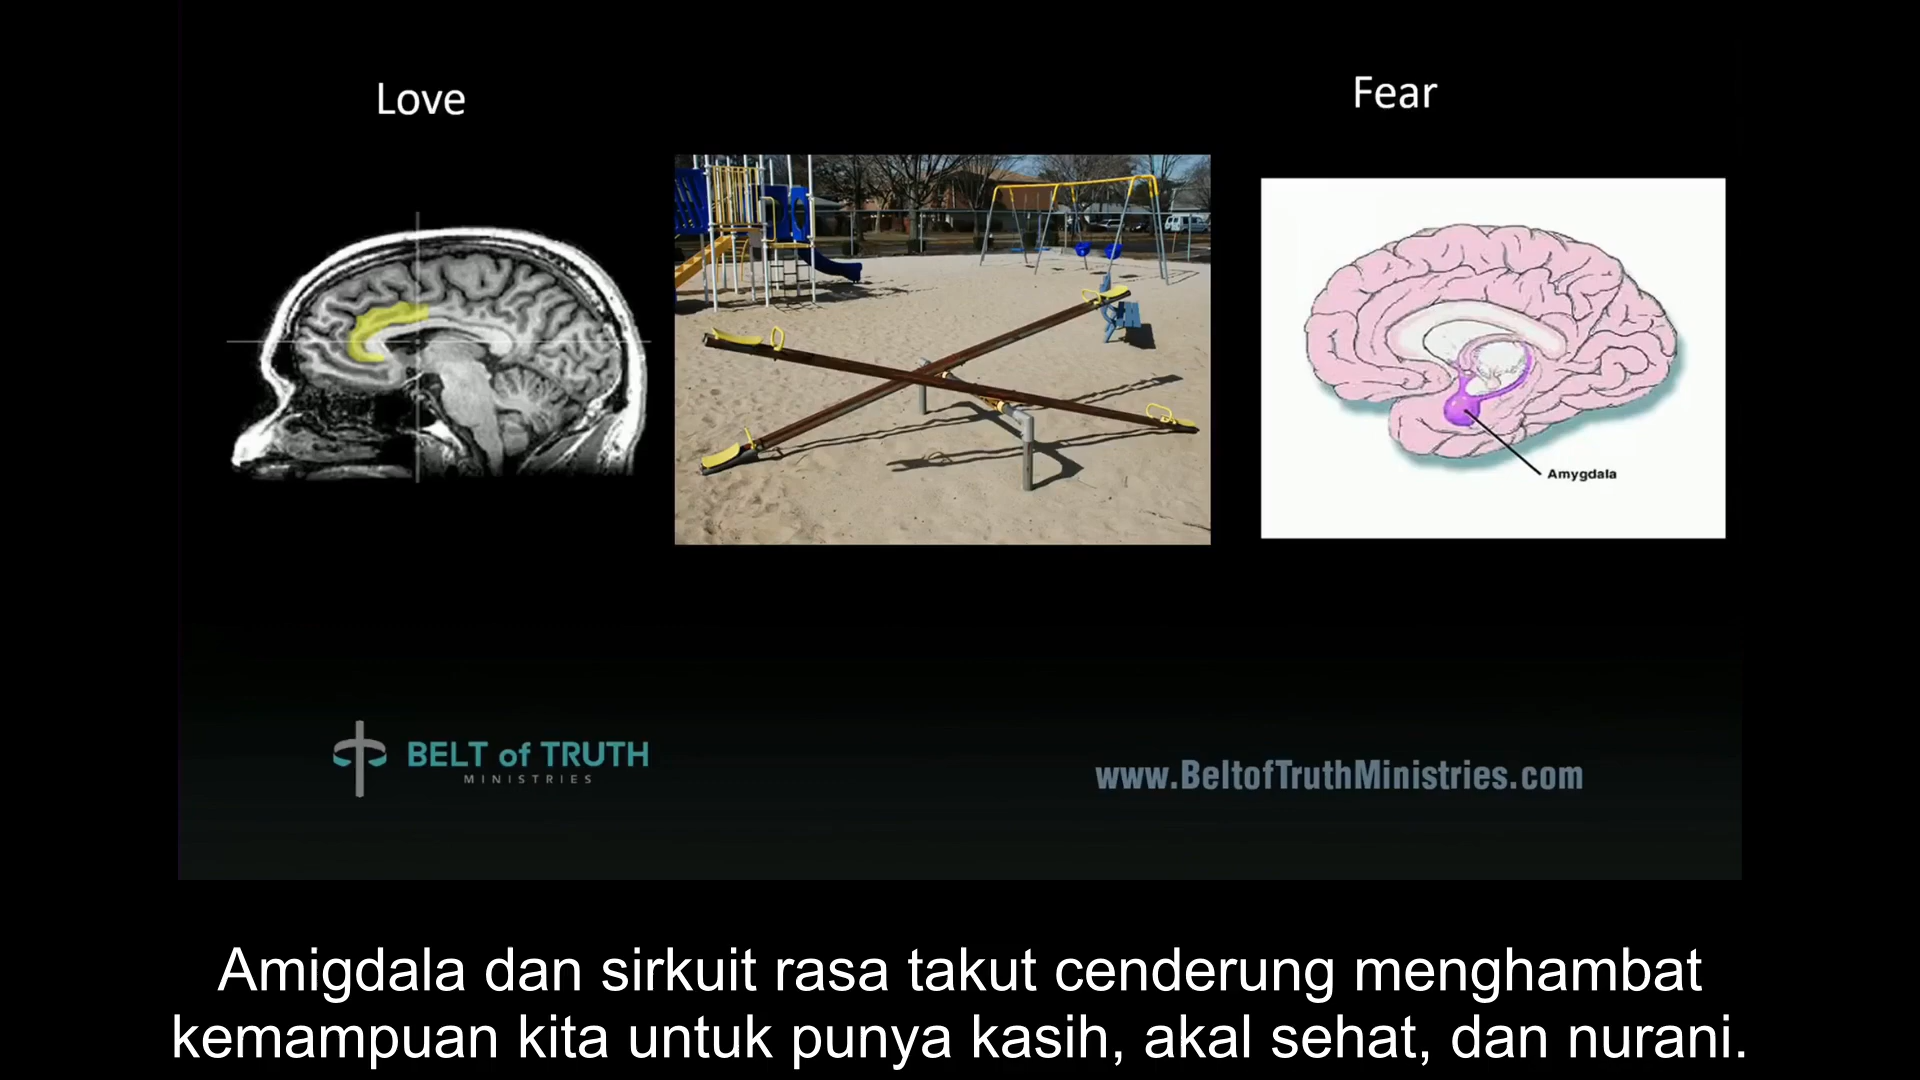 Love
Fear
Amygdala
BELT of TRUTH
MINISTRIES
www.BeltofTruthMinistries.com
Amigdala dan sirkuit rasa takut cenderung menghambat
kemampuan kita untuk punya kasih, akal sehat, dan nurani.